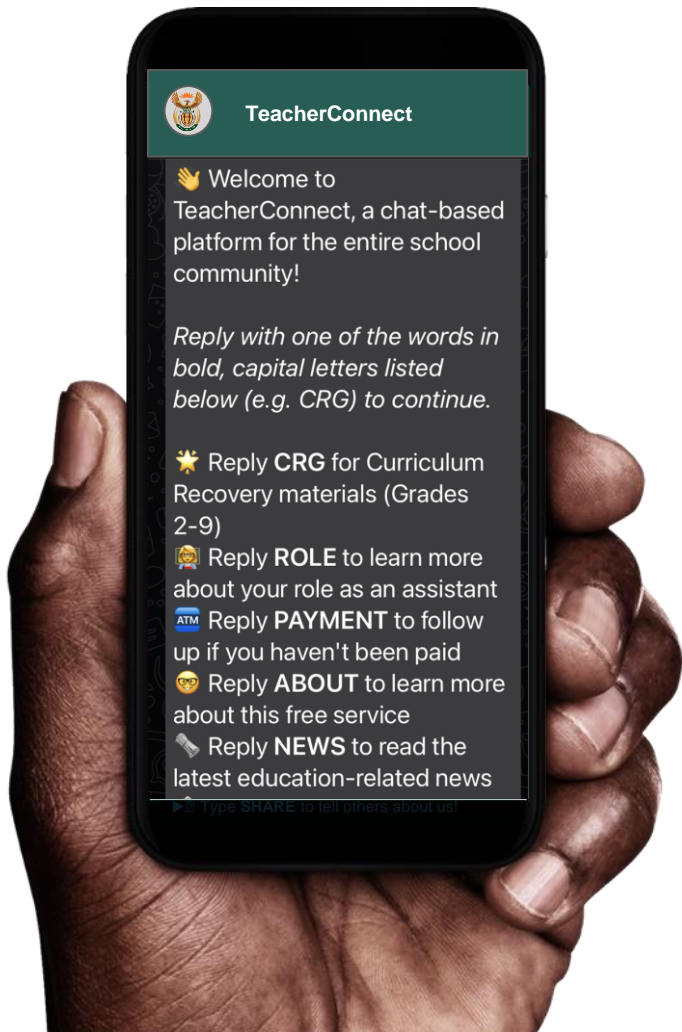 TeacherConnect
👋 Welcome to
TeacherConnect, a chat-based
platform for the entire school
community!
Reply with one of the words in
bold, capital letters listed
below (e.g. CRG) to continue.
🌟 Reply CRG for Curriculum
Recovery materials (Grades
2-9)
👩‍🏫 Reply ROLE to learn more
about your role as an assistant
🏧 Reply PAYMENT to follow
up if you haven't been paid
🤓 Reply ABOUT to learn more
about this free service
🗞️ Reply NEWS to read the
latest education-related news
Type SHARE to tell others about us!